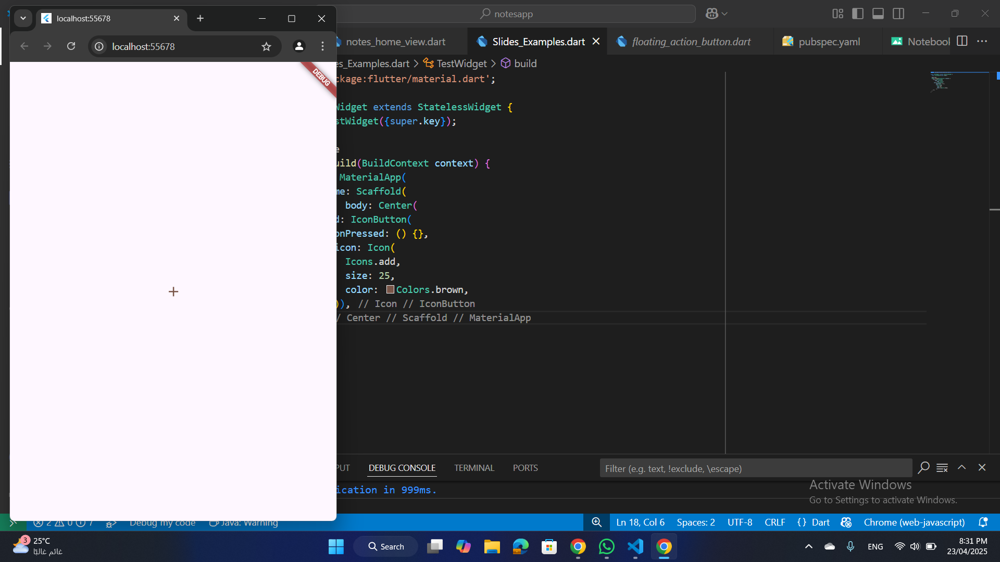 localhost:55678
notesapp
localhost:55678
notes_home_view.dart
Slides_Examples.dart
floating_action_button.dart
pubspec.yaml
Notebook
DEBUG
es_Examples.dart > TestWidget > build
ckage:flutter/material.dart';
Widget extends StatelessWidget {
stWidget({super.key});
e
uild(BuildContext context) {
MaterialApp(
me: Scaffold(
body: Center(
d: IconButton(
onPressed: () {},
icon: Icon(
Icons.add,
size: 25,
color: Colors.brown,
)), // Icon // IconButton
/ Center // Scaffold // MaterialApp
PUT
DEBUG CONSOLE
TERMINAL
PORTS
Filter (e.g. text, !exclude, \escape)
ication in 999ms.
Activate Windows
Go to Settings to activate Windows.
2 0 7
Debug my code
Java: Warning
Ln 18, Col 6
Spaces: 2
UTF-8
CRLF
{ } Dart
Chrome (web-javascript)
3
25°C
غائم غالبًا
Search
ENG
8:31 PM
23/04/2025